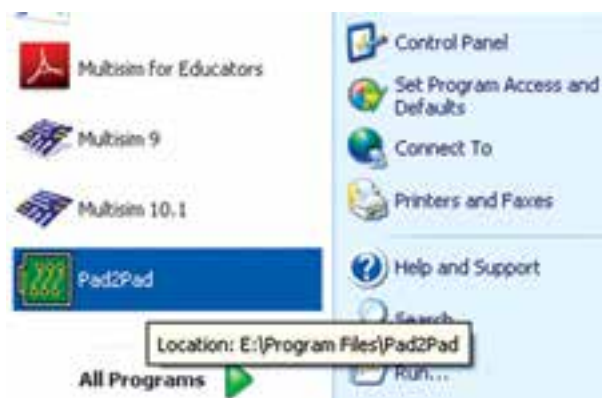 Multisim for Educators
Multisim 9
Multisim 10.1
Pad2Pad
Location: E:\Program Files\Pad2Pad
All Programs
Control Panel
Set Program Access and
Defaults
Connect To
Printers and Faxes
Help and Support
Search
Run...